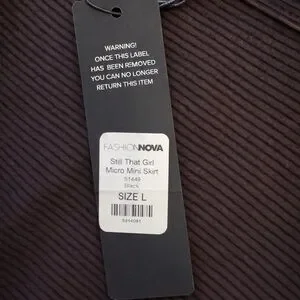 WARNING!
ONCE THIS LABEL
HAS BEEN REMOVED
YOU CAN NO LONGER
RETURN THIS ITEM
FASHIONNOVA
Still That Girl
Micro Mini Skirt
Black
SIZE L